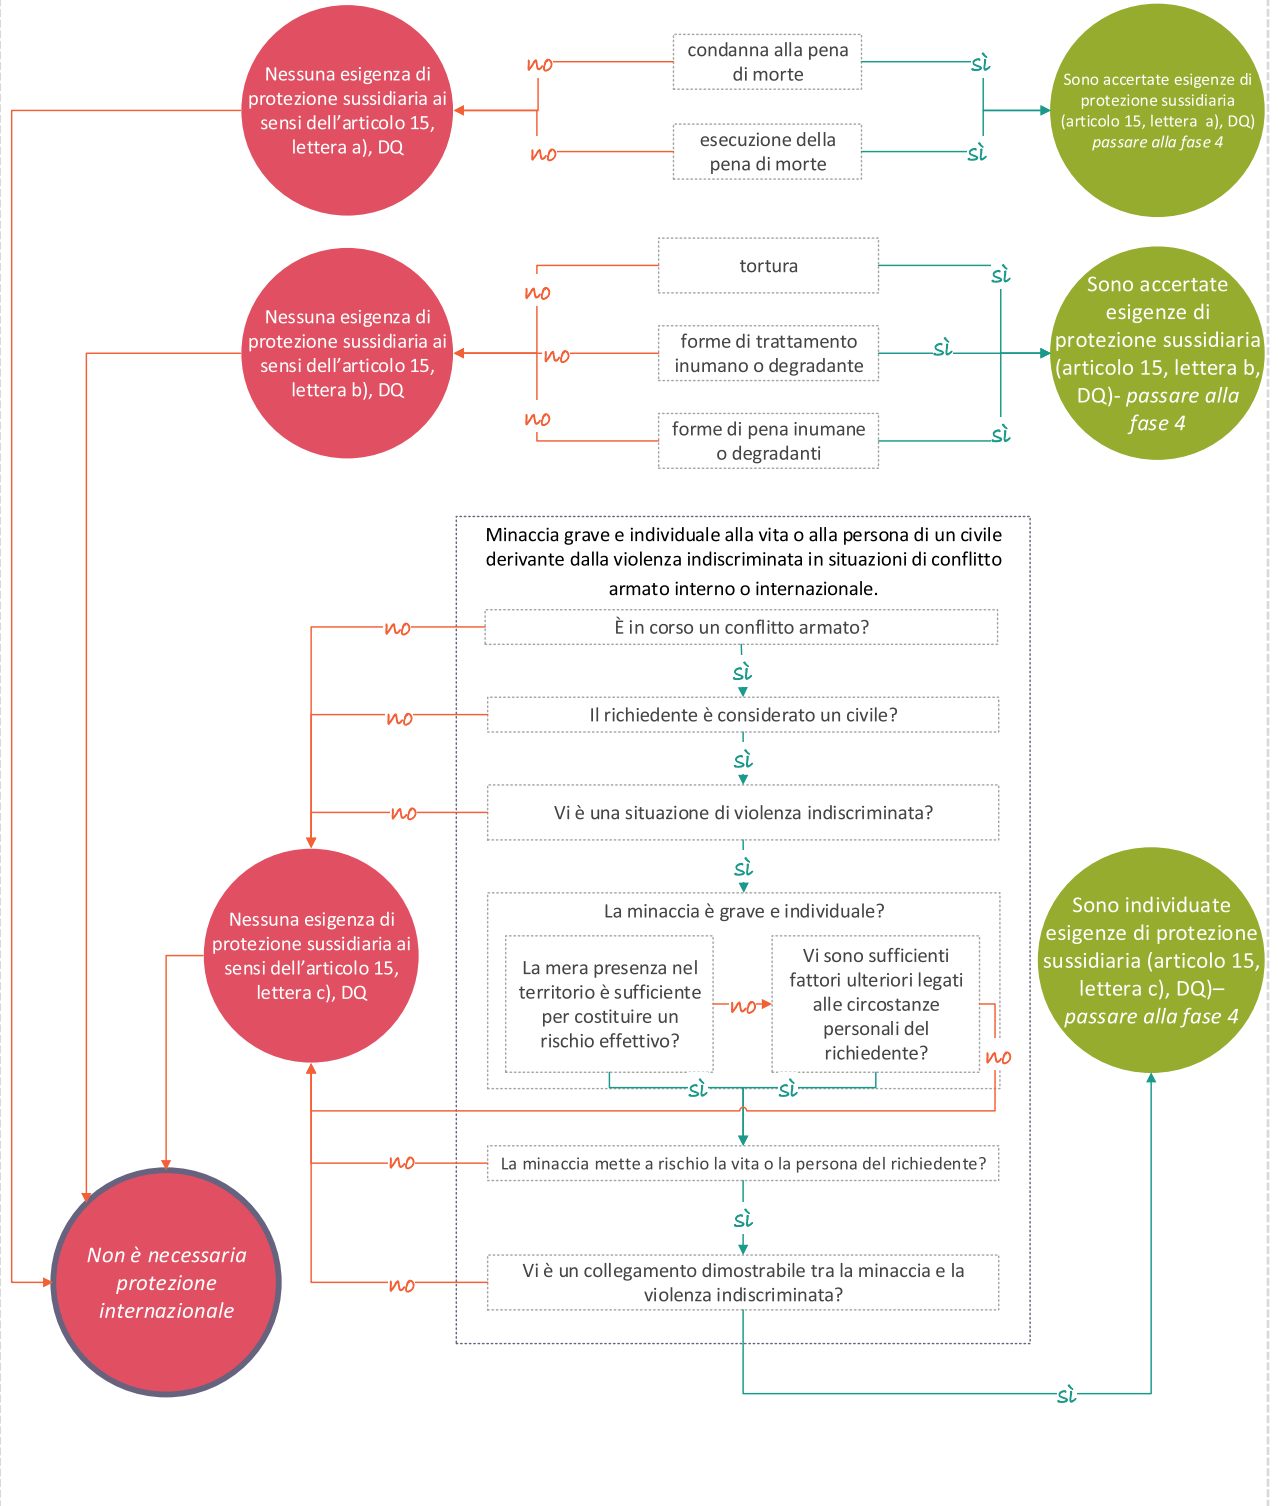 Nessuna esigenza di
protezione sussidiaria ai
sensi dell'articolo 15,
lettera a), DQ
no
no
condanna alla pena
di morte
esecuzione della
pena di morte
sì
sì
Sono accertate esigenze di
protezione sussidiaria
(articolo 15, lettera a), DQ)
passare alla fase 4
Nessuna esigenza di
protezione sussidiaria ai
sensi dell'articolo 15,
lettera b), DQ
no
no
no
tortura
forme di trattamento
inumano o degradante
forme di pena inumane
o degradanti
sì
sì
sì
Sono accertate
esigenze di
protezione sussidiaria
(articolo 15, lettera b,
DQ)- passare alla
fase 4
Minaccia grave e individuale alla vita o alla persona di un civile
derivante dalla violenza indiscriminata in situazioni di conflitto
armato interno o internazionale.
no
È in corso un conflitto armato?
sì
no
Il richiedente è considerato un civile?
sì
no
Vi è una situazione di violenza indiscriminata?
sì
Nessuna esigenza di
protezione sussidiaria ai
sensi dell'articolo 15,
lettera c), DQ
La minaccia è grave e individuale?
La mera presenza nel
territorio è sufficiente
per costituire un
rischio effettivo?
no
Vi sono sufficienti
fattori ulteriori legati
alle circostanze
personali del
richiedente?
no
sì
sì
Sono individuate
esigenze di protezione
sussidiaria (articolo 15,
lettera c), DQ)–
passare alla fase 4
no
La minaccia mette a rischio la vita o la persona del richiedente?
sì
no
Vi è un collegamento dimostrabile tra la minaccia e la
violenza indiscriminata?
sì
Non è necessaria
protezione
internazionale